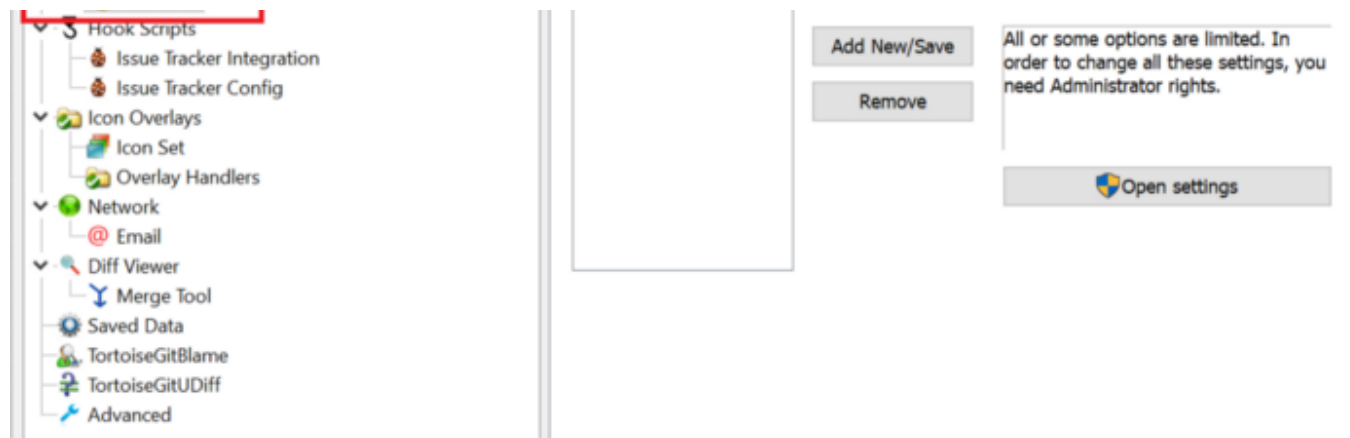 Hook Scripts
Issue Tracker Integration
Issue Tracker Config
Icon Overlays
Icon Set
Overlay Handlers
Network
Email
Diff Viewer
Merge Tool
Saved Data
TortoiseGitBlame
TortoiseGitUDiff
Advanced
Add New/Save
Remove
All or some options are limited. In
order to change all these settings, you
need Administrator rights.
Open settings